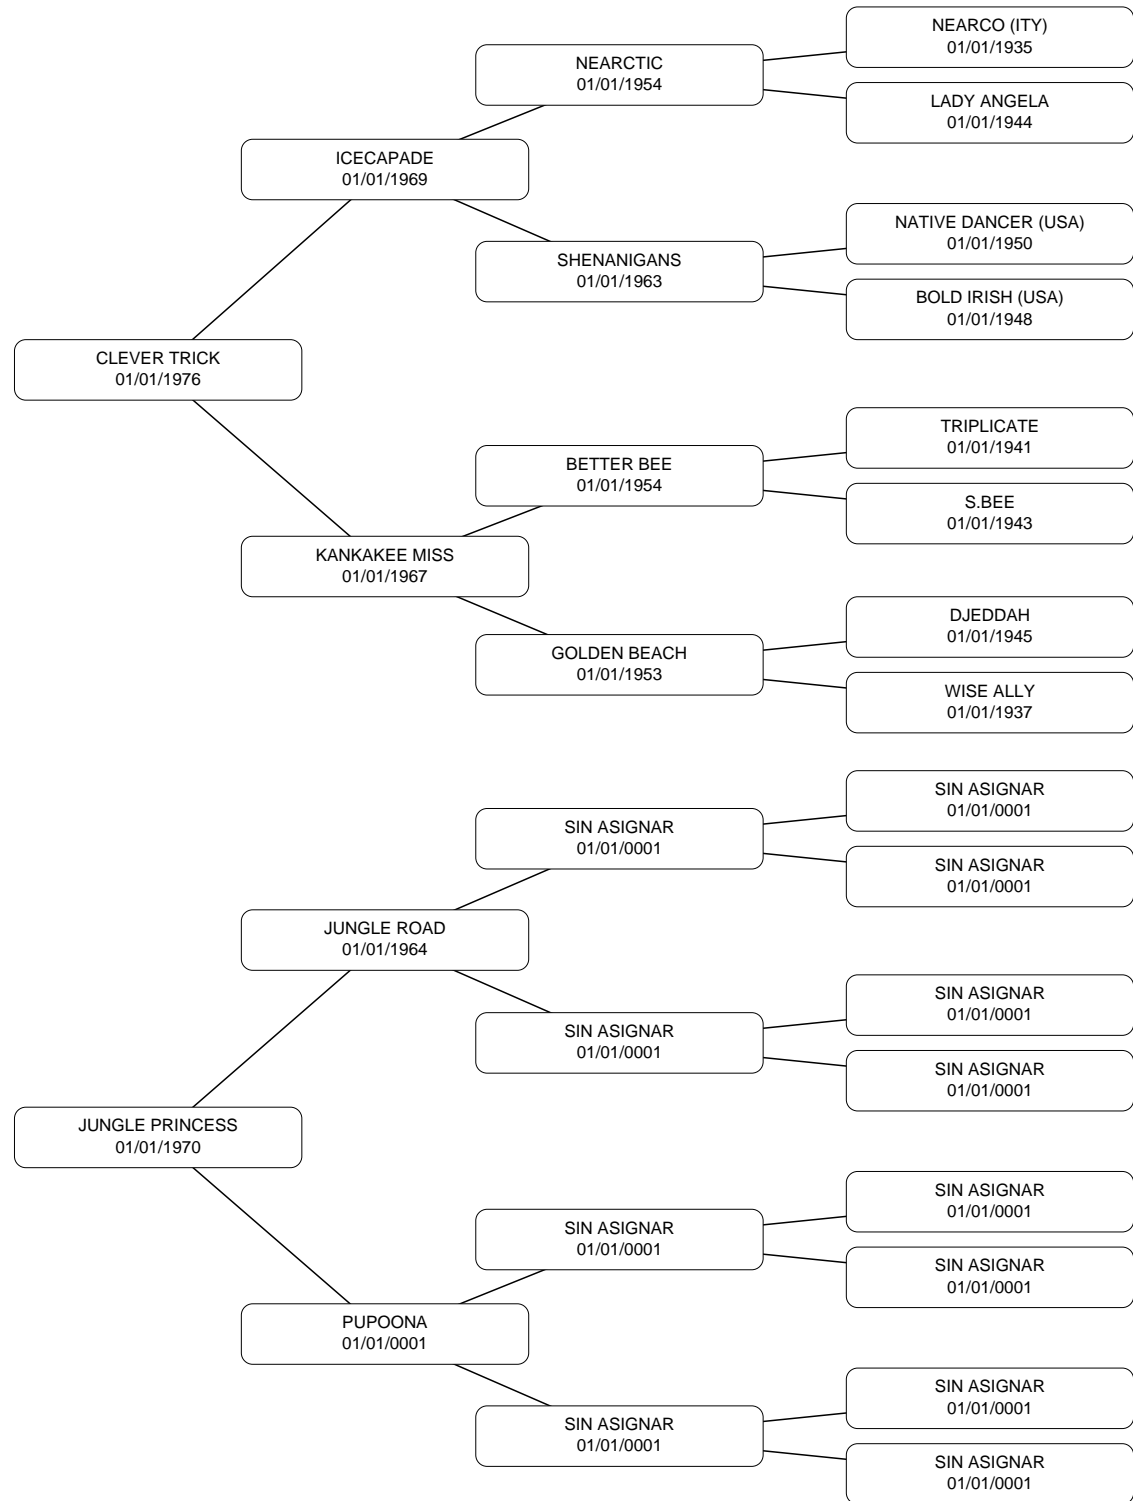 NEARCO (ITY)
01/01/1935
NEARCTIC
01/01/1954
LADY ANGELA
01/01/1944
ICECAPADE
01/01/1969
NATIVE DANCER (USA)
01/01/1950
SHENANIGANS
01/01/1963
BOLD IRISH (USA)
01/01/1948
CLEVER TRICK
01/01/1976
TRIPLICATE
01/01/1941
BETTER BEE
01/01/1954
S.BEE
01/01/1943
KANKAKEE MISS
01/01/1967
DJEDDAH
01/01/1945
GOLDEN BEACH
01/01/1953
WISE ALLY
01/01/1937
SIN ASIGNAR
01/01/0001
SIN ASIGNAR
01/01/0001
SIN ASIGNAR
01/01/0001
JUNGLE ROAD
01/01/1964
SIN ASIGNAR
01/01/0001
SIN ASIGNAR
01/01/0001
SIN ASIGNAR
01/01/0001
JUNGLE PRINCESS
01/01/1970
SIN ASIGNAR
01/01/0001
SIN ASIGNAR
01/01/0001
SIN ASIGNAR
01/01/0001
PUPOONA
01/01/0001
SIN ASIGNAR
01/01/0001
SIN ASIGNAR
01/01/0001
SIN ASIGNAR
01/01/0001